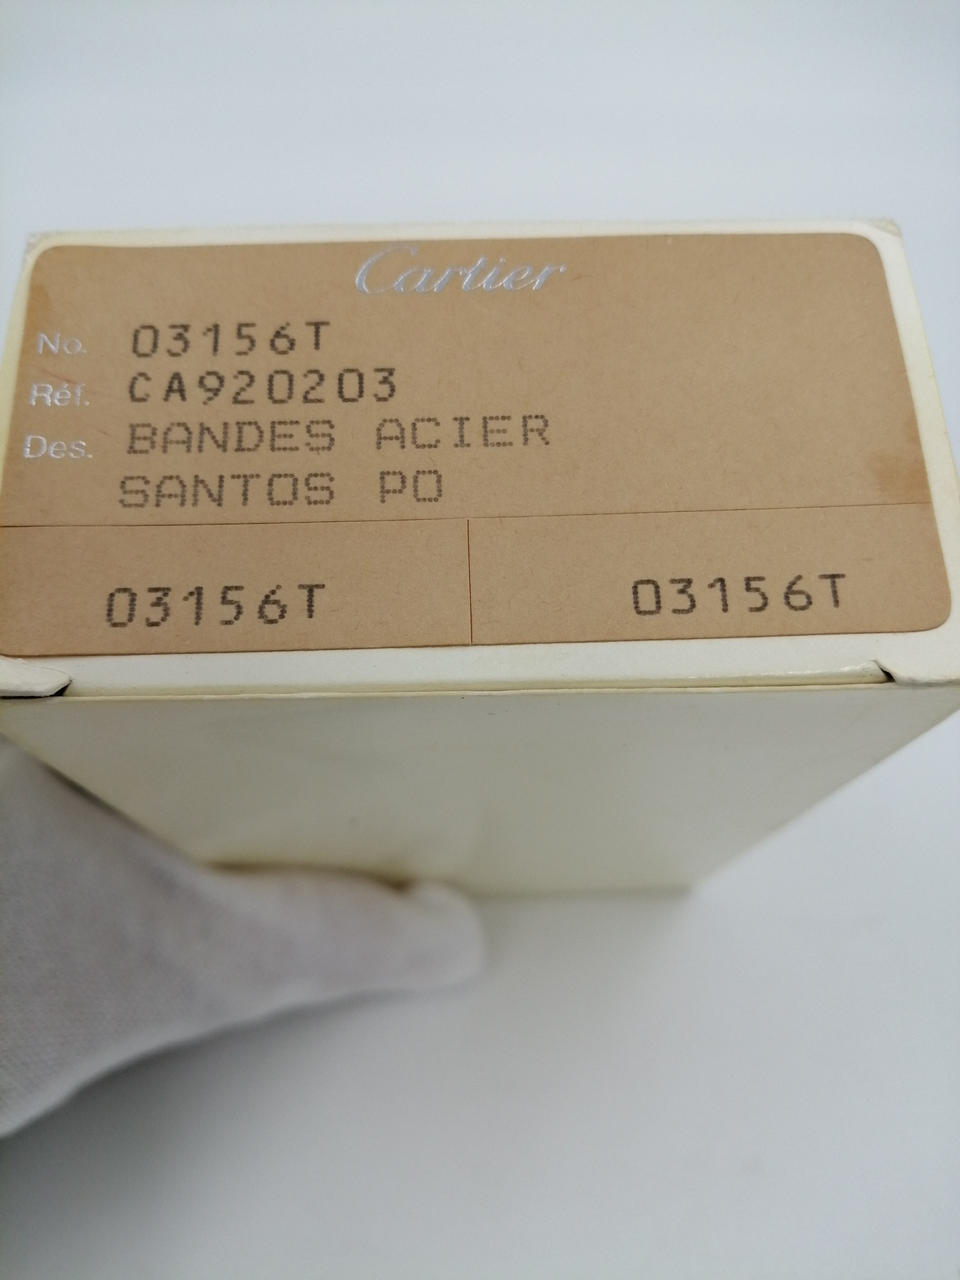 Cartier
No. 03156T
Réf. CA920203
Des. BANDES ACIER
SANTOS PO
03156T 03156T